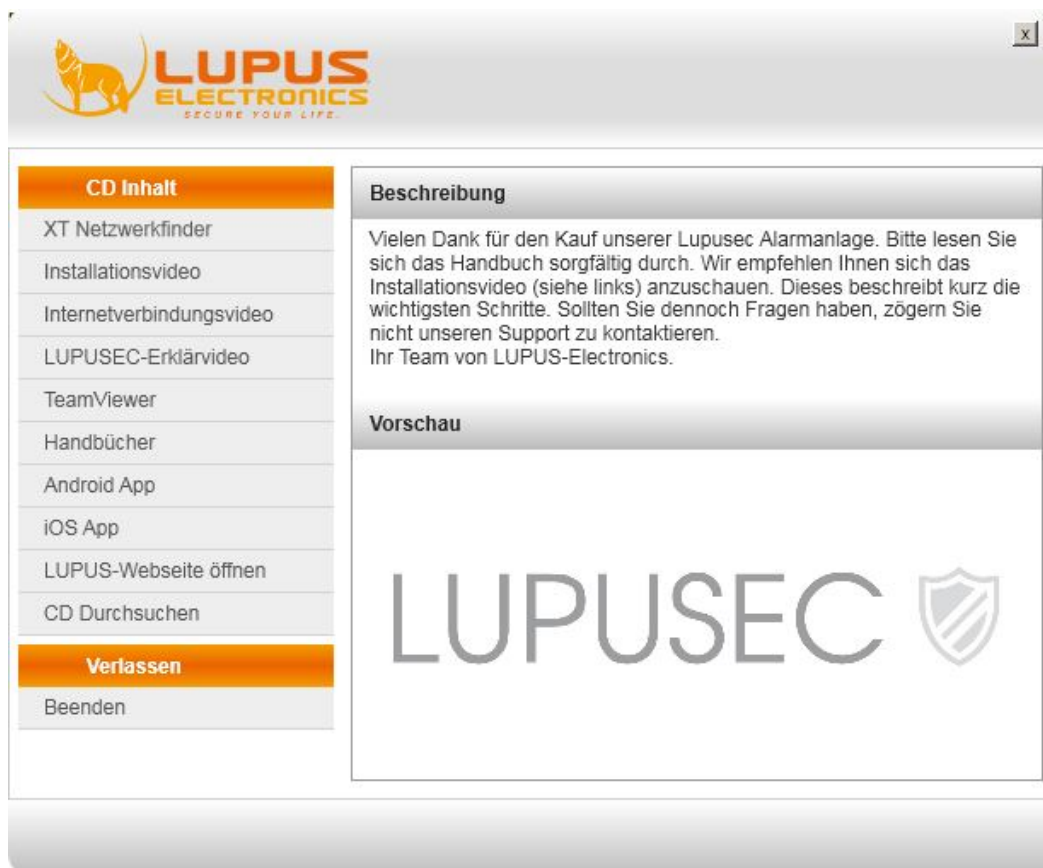 x
LUPUS
ELECTRONICS
SECURE YOUR LIFE.
CD Inhalt
XT Netzwerkfinder
Installationsvideo
Internetverbindungsvideo
LUPUSEC-Erklärvideo
TeamViewer
Handbücher
Android App
iOS App
LUPUS-Webseite öffnen
CD Durchsuchen
Verlassen
Beenden
Beschreibung
Vielen Dank für den Kauf unserer Lupusec Alarmanlage. Bitte lesen Sie
sich das Handbuch sorgfältig durch. Wir empfehlen Ihnen sich das
Installationsvideo (siehe links) anzuschauen. Dieses beschreibt kurz die
wichtigsten Schritte. Sollten Sie dennoch Fragen haben, zögern Sie
nicht unseren Support zu kontaktieren.
Ihr Team von LUPUS-Electronics.
Vorschau
LUPUSEC